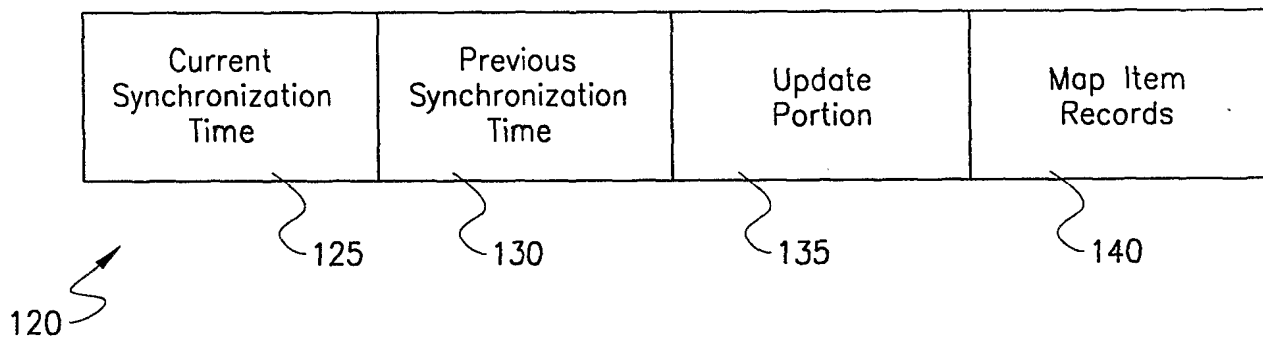 Current
Synchronization
Time
Previous
Synchronization
Time
Update
Portion
Map Item
Records
125
130
135
140
120